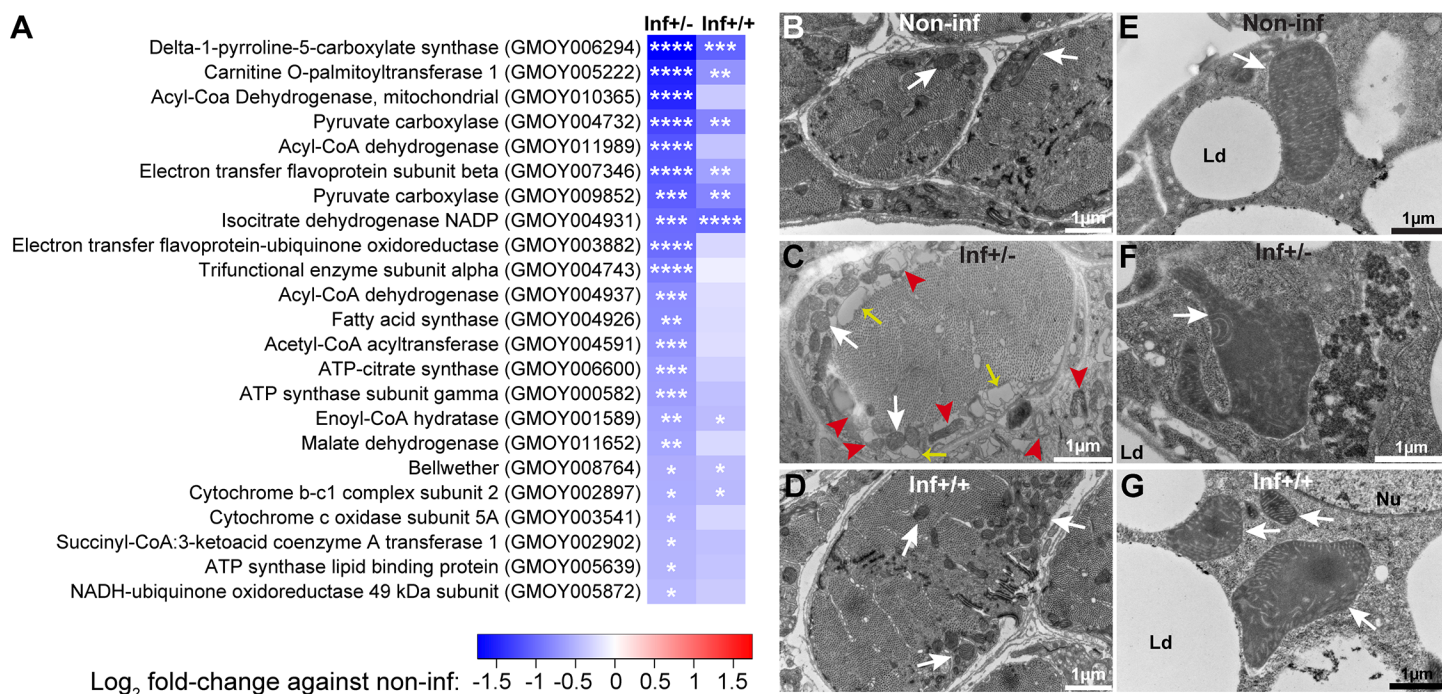 A
Inf+/- Inf+/+
Delta-1-pyrroline-5-carboxylate synthase (GMOY006294) **** ***
Carnitine O-palmitoyltransferase 1 (GMOY005222) **** **
Acyl-Coa Dehydrogenase, mitochondrial (GMOY010365) ****
Pyruvate carboxylase (GMOY004732) **** **
Acyl-CoA dehydrogenase (GMOY011989) ****
Electron transfer flavoprotein subunit beta (GMOY007346) **** **
Pyruvate carboxylase (GMOY009852) *** **
Isocitrate dehydrogenase NADP (GMOY004931) *** ****
Electron transfer flavoprotein-ubiquinone oxidoreductase (GMOY003882) ****
Trifunctional enzyme subunit alpha (GMOY004743) ****
Acyl-CoA dehydrogenase (GMOY004937) ***
Fatty acid synthase (GMOY004926) **
Acetyl-CoA acyltransferase (GMOY004591) ***
ATP-citrate synthase (GMOY006600) ***
ATP synthase subunit gamma (GMOY000582) ***
Enoyl-CoA hydratase (GMOY001589) ** *
Malate dehydrogenase (GMOY011652) **
Bellwether (GMOY008764) * *
Cytochrome b-c1 complex subunit 2 (GMOY002897) * *
Cytochrome c oxidase subunit 5A (GMOY003541) *
Succinyl-CoA:3-ketoacid coenzyme A transferase 1 (GMOY002902) *
ATP synthase lipid binding protein (GMOY005639) *
NADH-ubiquinone oxidoreductase 49 kDa subunit (GMOY005872) *
Log2 fold-change against non-inf: -1.5 -1 -0.5 0 0.5 1 1.5
B Non-inf
1µm
C Inf+/-
1µm
D Inf+/+
1µm
E Non-inf
Ld
1µm
F Inf+/-
Ld
1µm
G Inf+/+
Nu
Ld
1µm